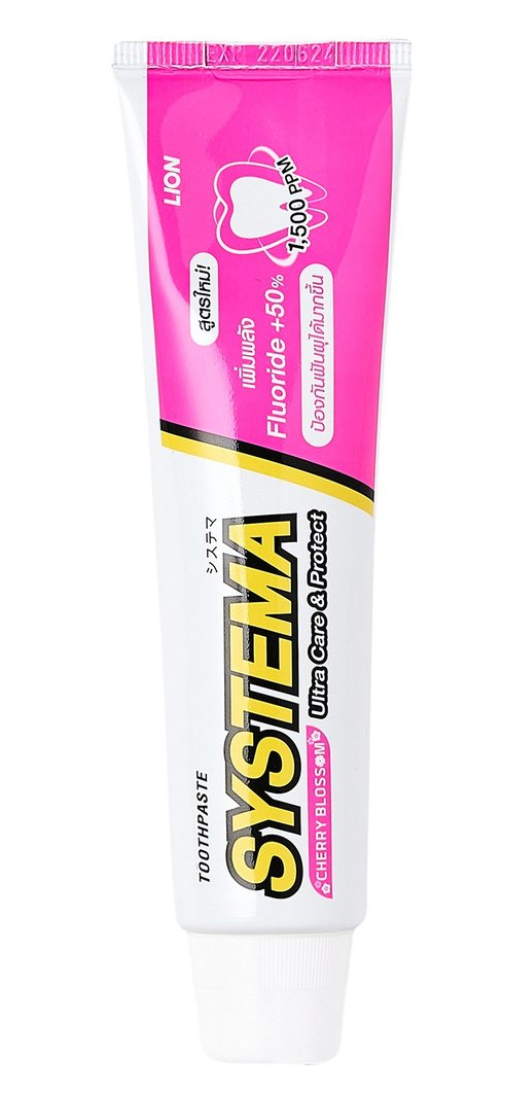 EXP 220624
LION
1,500 PPM
สูตรใหม่!
เพิ่มพลัง
Fluoride +50%
ป้องกันฟันผุได้มากขึ้น
システマ
SYSTEMA
Ultra Care & Protect
CHERRY BLOSSOM
TOOTHPASTE